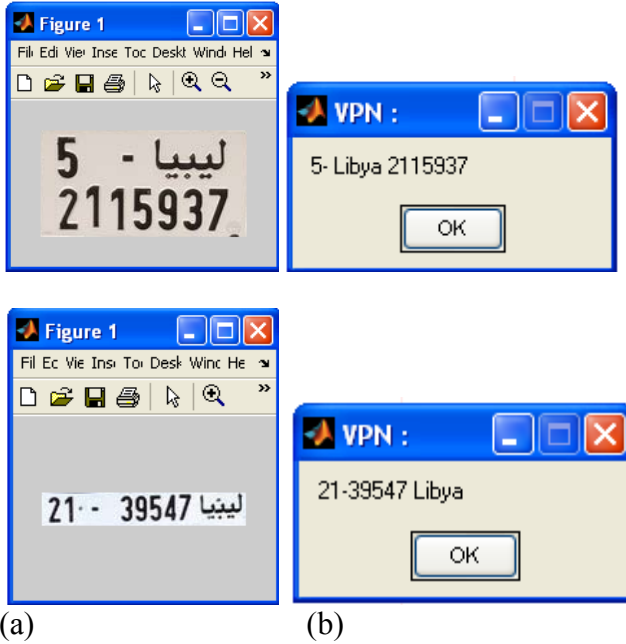 Figure 1
Fil Edi Vie Inse Toc Deskt Wind Hel
5 - ليبيا
2115937
VPN :
5- Libya 2115937
OK
Figure 1
Fil Ec Vie Ins Toi Desk Winc He
21 - 39547 ليبيا
VPN :
21-39547 Libya
OK
(a) (b)